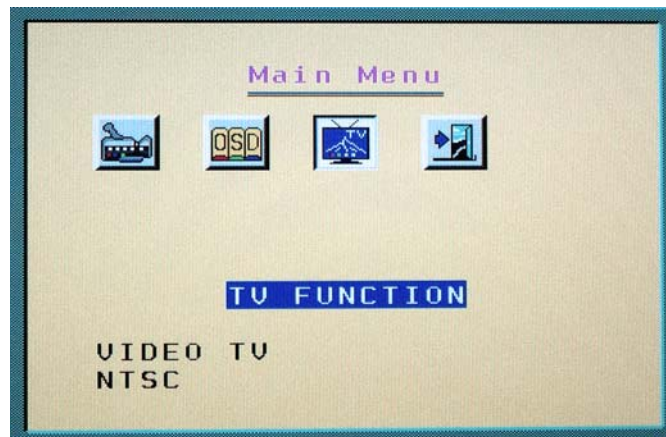 Main Menu
OSD
TV
TV FUNCTION
VIDEO TV
NTSC